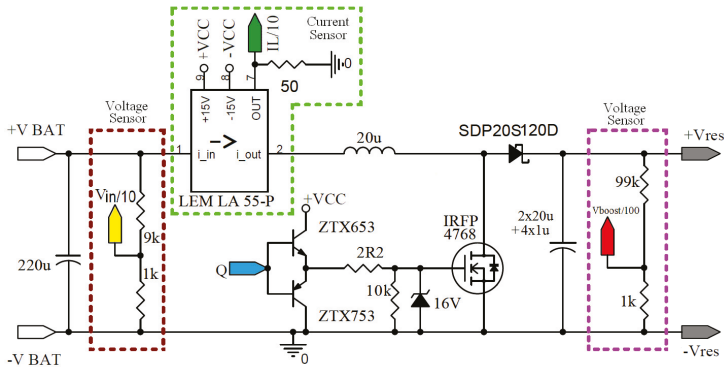 Current
Sensor
IL/10
+VCC
-VCC
0
9
8
7
50
+15V
-15V
OUT
Voltage
Sensor
Voltage
Sensor
+V BAT
1
i_in
->
i_out
2
20u
SDP20S120D
+Vres
LEM LA 55-P
Vin/10
+VCC
99k
9k
ZTX653
IRFP
4768
2x20u
+4x1u
Vboost/100
220u
1k
Q
2R2
10k
16V
1k
ZTX753
-V BAT
0
-Vres